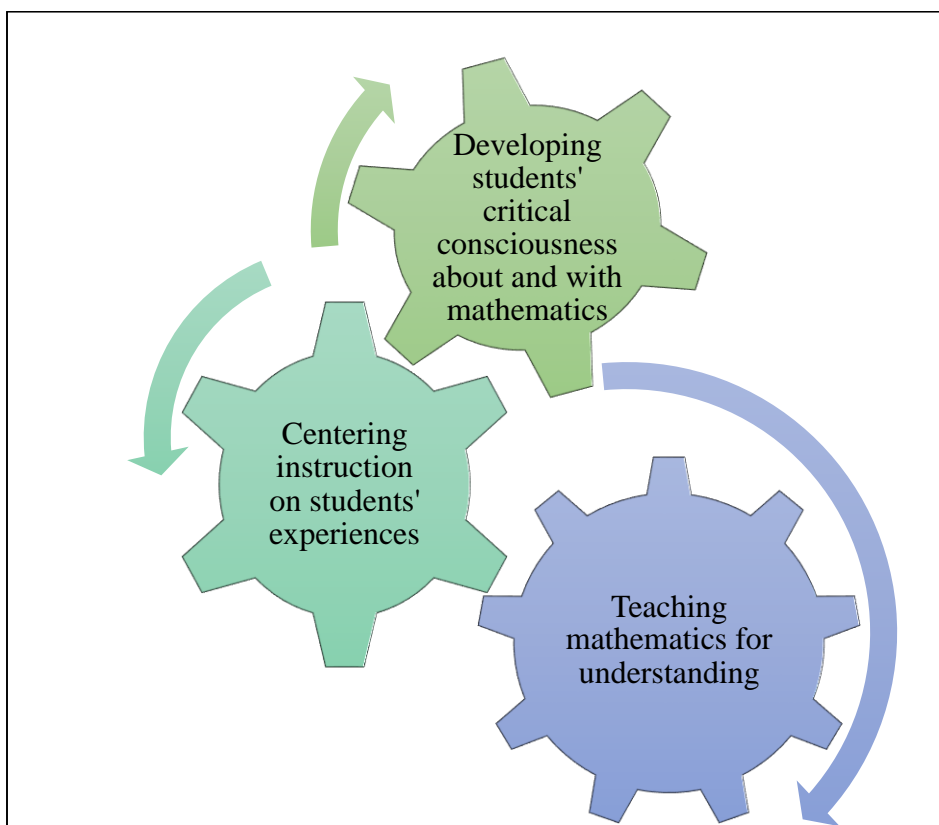 Developing
students'
critical
consciousness
about and with
mathematics
Centering
instruction
on students'
experiences
Teaching
mathematics for
understanding